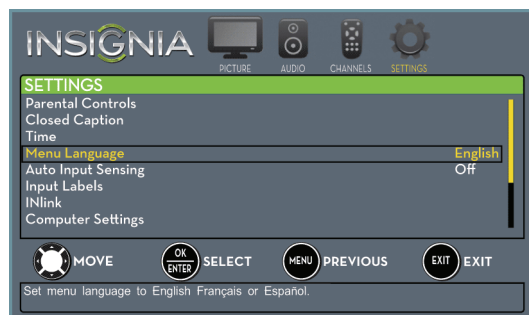 INSIGNIA
PICTURE AUDIO CHANNELS SETTINGS
SETTINGS
Parental Controls
Closed Caption
Time
Menu Language English
Auto Input Sensing Off
Input Labels
INlink
Computer Settings
MOVE OK ENTER SELECT MENU PREVIOUS EXIT EXIT
Set menu language to English Français or Español.